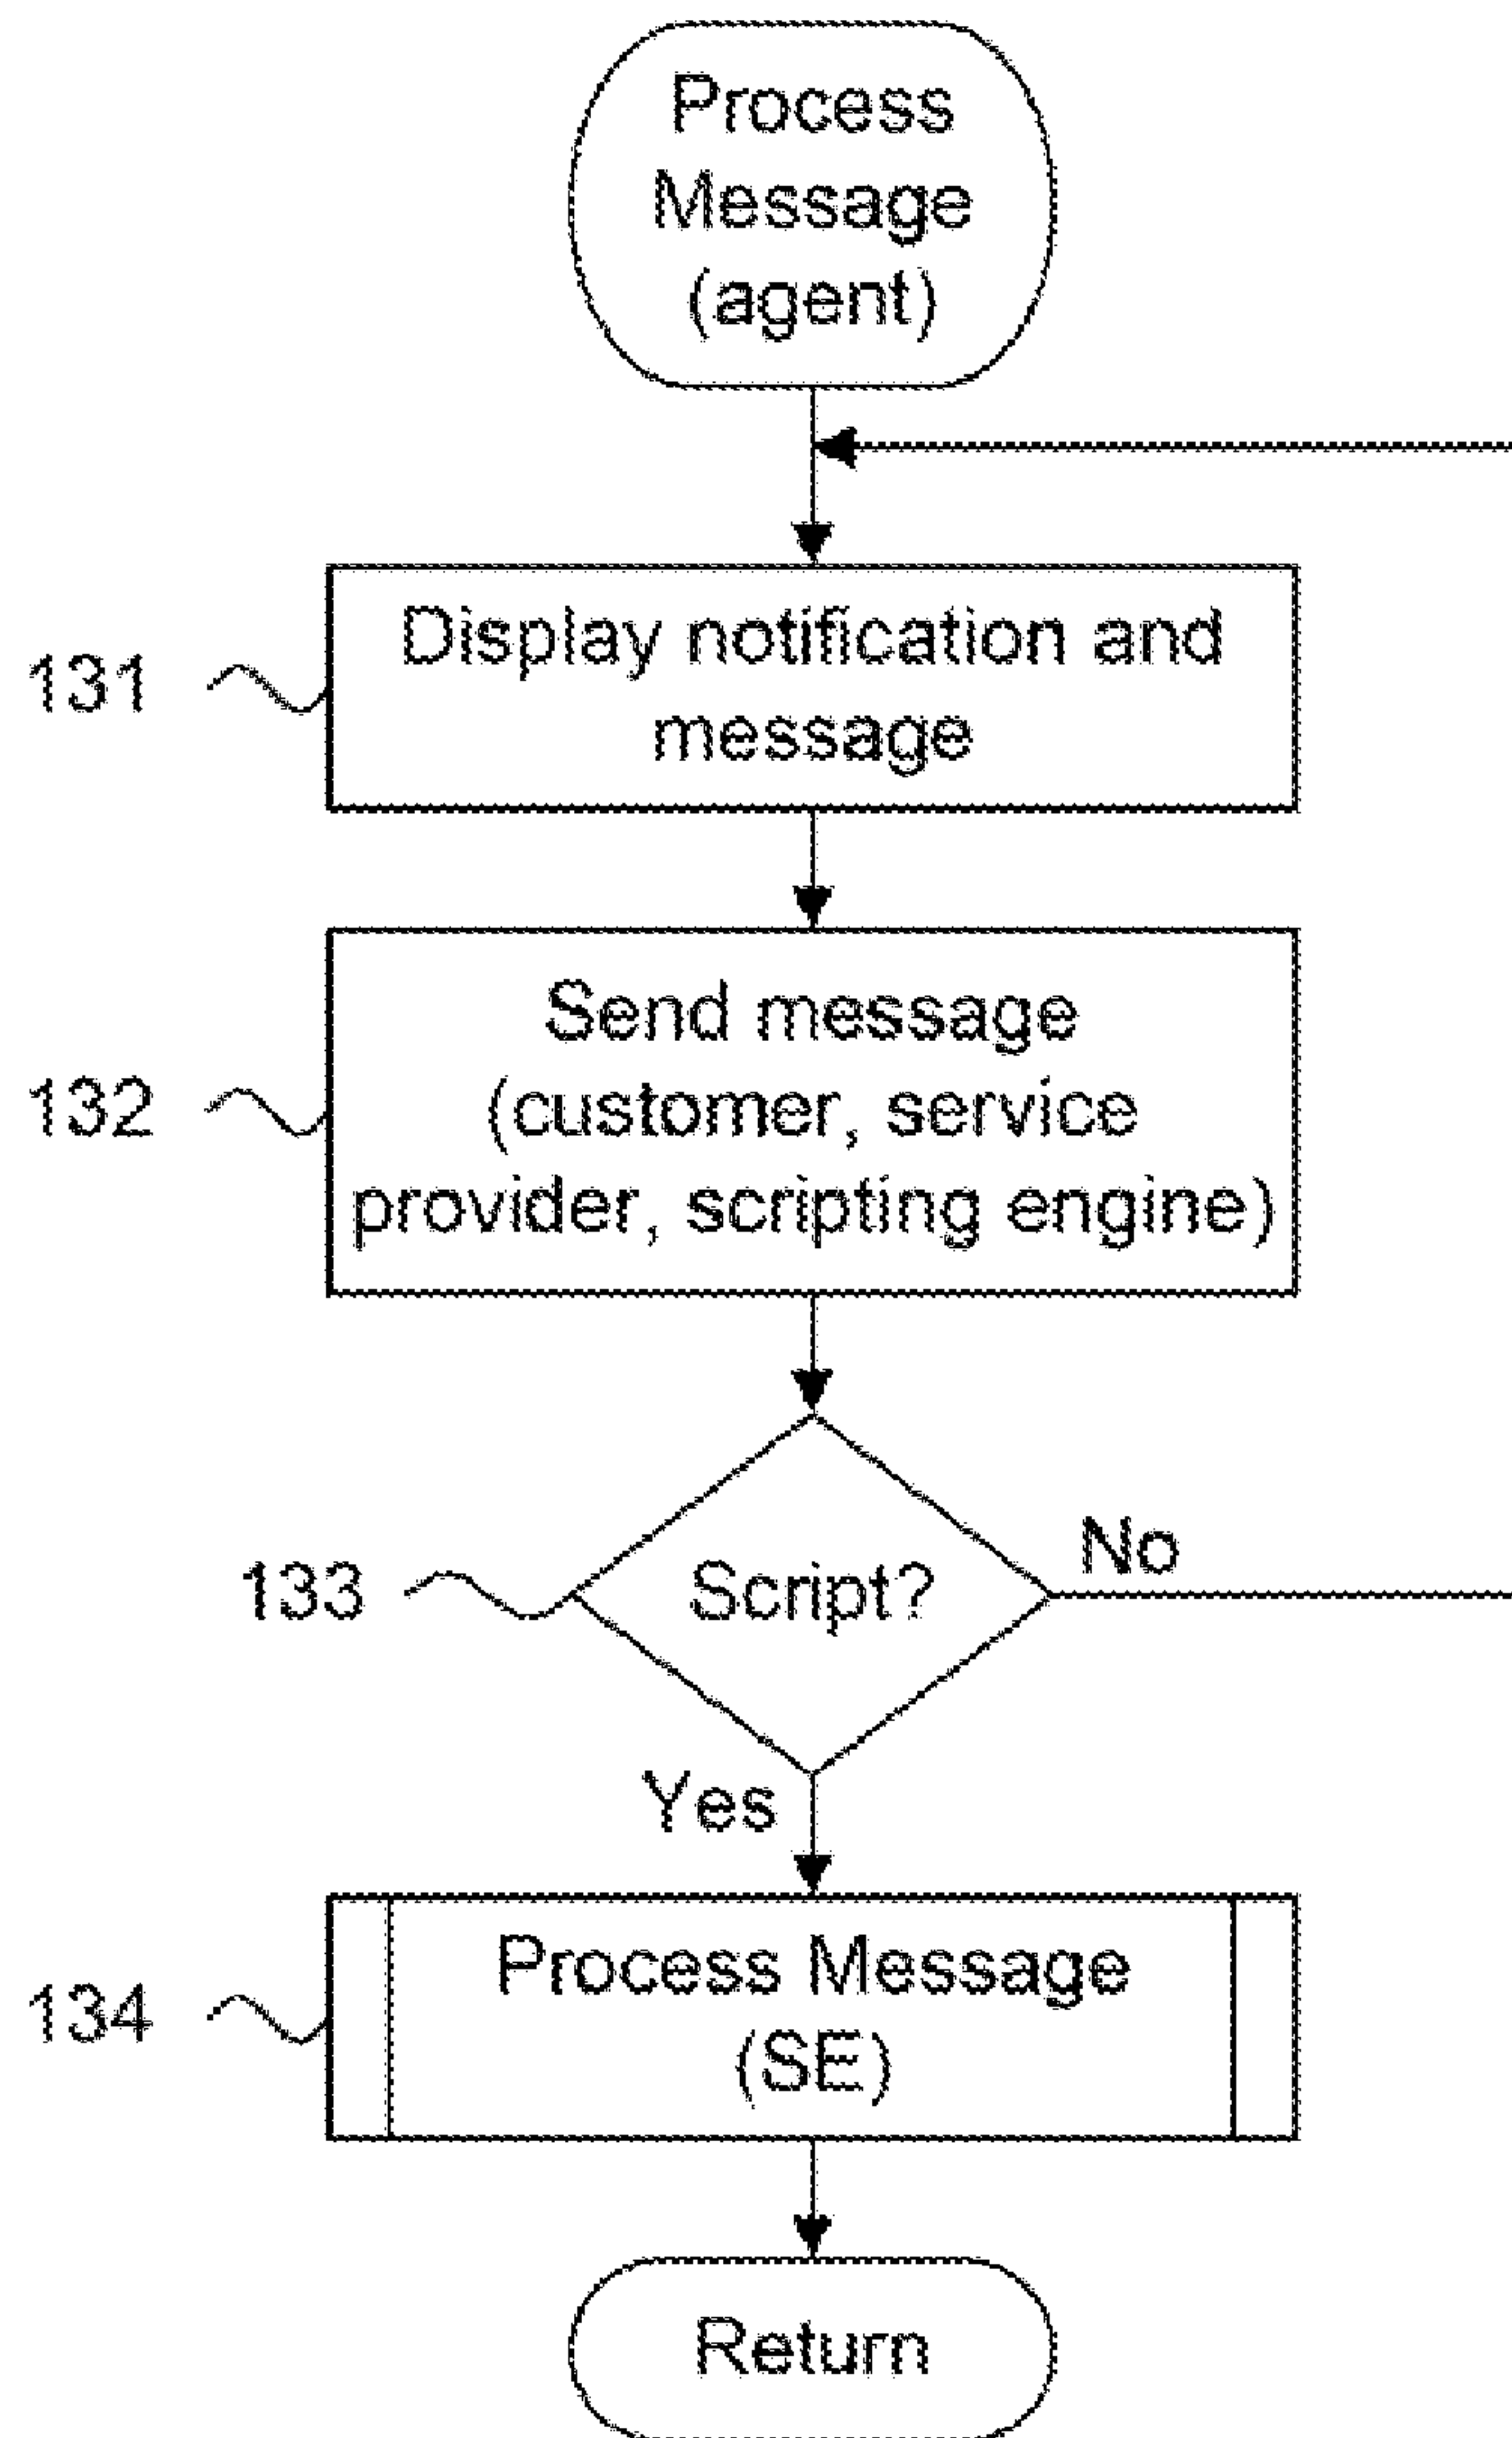 Process
Message
(agent)
131
Display notification and
message
132
Send message
(customer, service
provider, scripting engine)
133
Script?
No
Yes
134
Process Message
(SE)
Return